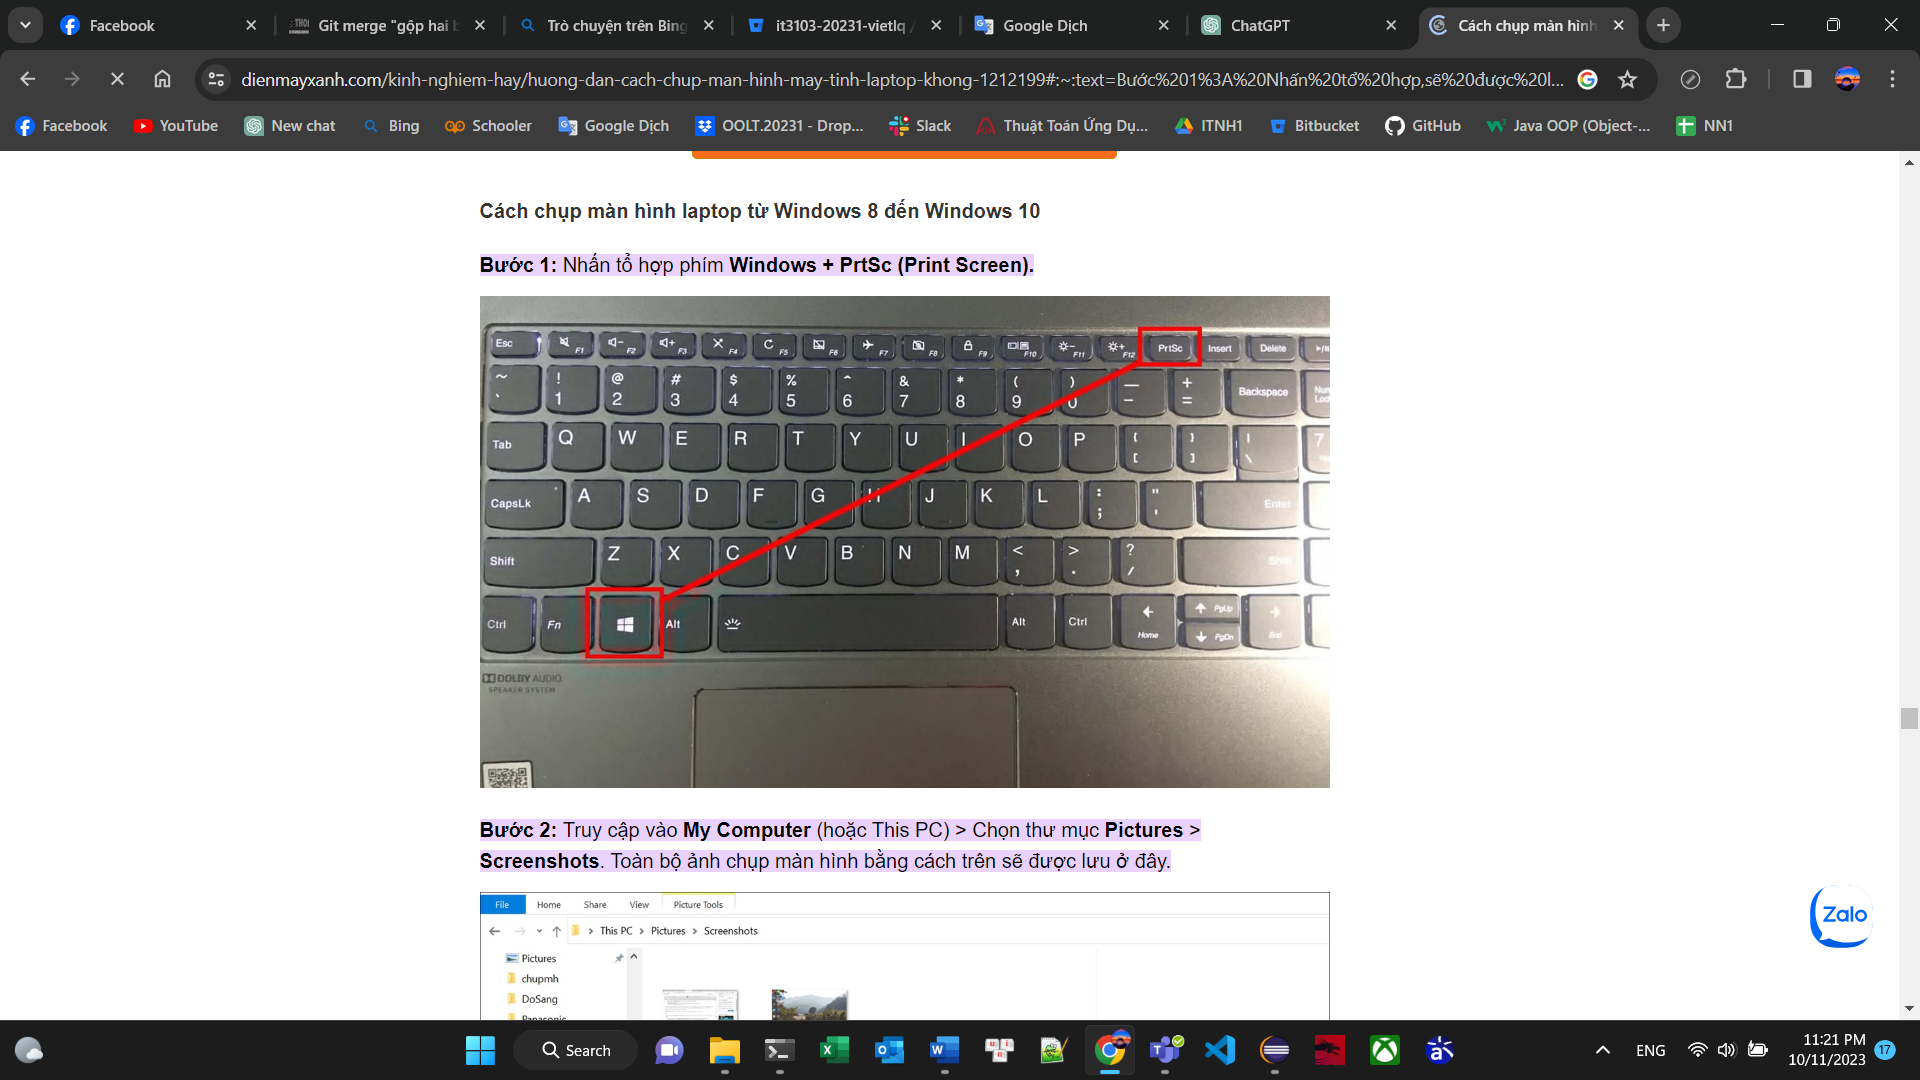 Facebook
Git merge "gộp hai b
Trò chuyện trên Bing
it3103-20231-vietlq /
Google Dịch
ChatGPT
Cách chụp màn hình
dienmayxanh.com/kinh-nghiem-hay/huong-dan-cach-chup-man-hinh-may-tinh-laptop-khong-1212199#:~:text=Bước%201%3A%20Nhấn%20tổ%20hợp,sẽ%20được%20l...
Facebook
YouTube
New chat
Bing
Schooler
Google Dịch
OOLT.20231 - Drop...
Slack
Thuật Toán Ứng Dụ...
ITNH1
Bitbucket
GitHub
Java OOP (Object-...
NN1
Cách chụp màn hình laptop từ Windows 8 đến Windows 10
Bước 1: Nhấn tổ hợp phím Windows + PrtSc (Print Screen).
Esc F1 F2 F3 F4 F5 F6 F7 F8 F9 F10 F11 F12 PrtSc Insert Delete
~ ! @ # $ % ^ & * ( ) — +
` 1 2 3 4 5 6 7 8 9 0 - = Backspace Num Lock
Tab Q W E R T Y U I O P { [ } ] | \ 7
CapsLk A S D F G H J K L : ; " ' Enter
Shift Z X C V B N M < , > . ? / Shift
Ctrl Fn Alt Alt Ctrl Home PgUp PgDn End
DOLBY AUDIO
SPEAKER SYSTEM
Bước 2: Truy cập vào My Computer (hoặc This PC) > Chọn thư mục Pictures >
Screenshots. Toàn bộ ảnh chụp màn hình bằng cách trên sẽ được lưu ở đây.
File Home Share View Picture Tools
This PC > Pictures > Screenshots
Pictures
chupmh
DoSang
Panasonic
Zalo
Search
ENG
11:21 PM
10/11/2023
17